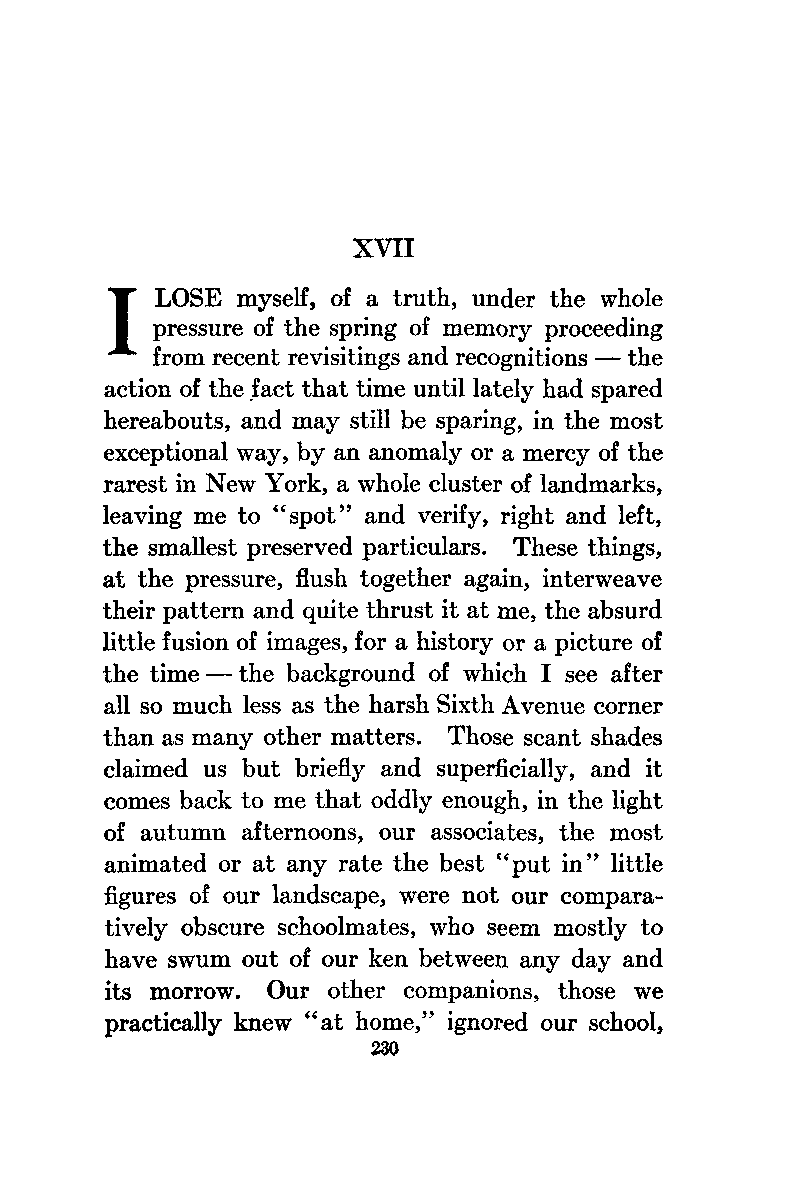 XVII
I LOSE myself, of a truth, under the whole
pressure of the spring of memory proceeding
from recent revisitings and recognitions — the
action of the fact that time until lately had spared
hereabouts, and may still be sparing, in the most
exceptional way, by an anomaly or a mercy of the
rarest in New York, a whole cluster of landmarks,
leaving me to "spot" and verify, right and left,
the smallest preserved particulars. These things,
at the pressure, flush together again, interweave
their pattern and quite thrust it at me, the absurd
little fusion of images, for a history or a picture of
the time — the background of which I see after
all so much less as the harsh Sixth Avenue corner
than as many other matters. Those scant shades
claimed us but briefly and superficially, and it
comes back to me that oddly enough, in the light
of autumn afternoons, our associates, the most
animated or at any rate the best "put in" little
figures of our landscape, were not our compara-
tively obscure schoolmates, who seem mostly to
have swum out of our ken between any day and
its morrow. Our other companions, those we
practically knew "at home," ignored our school,
230